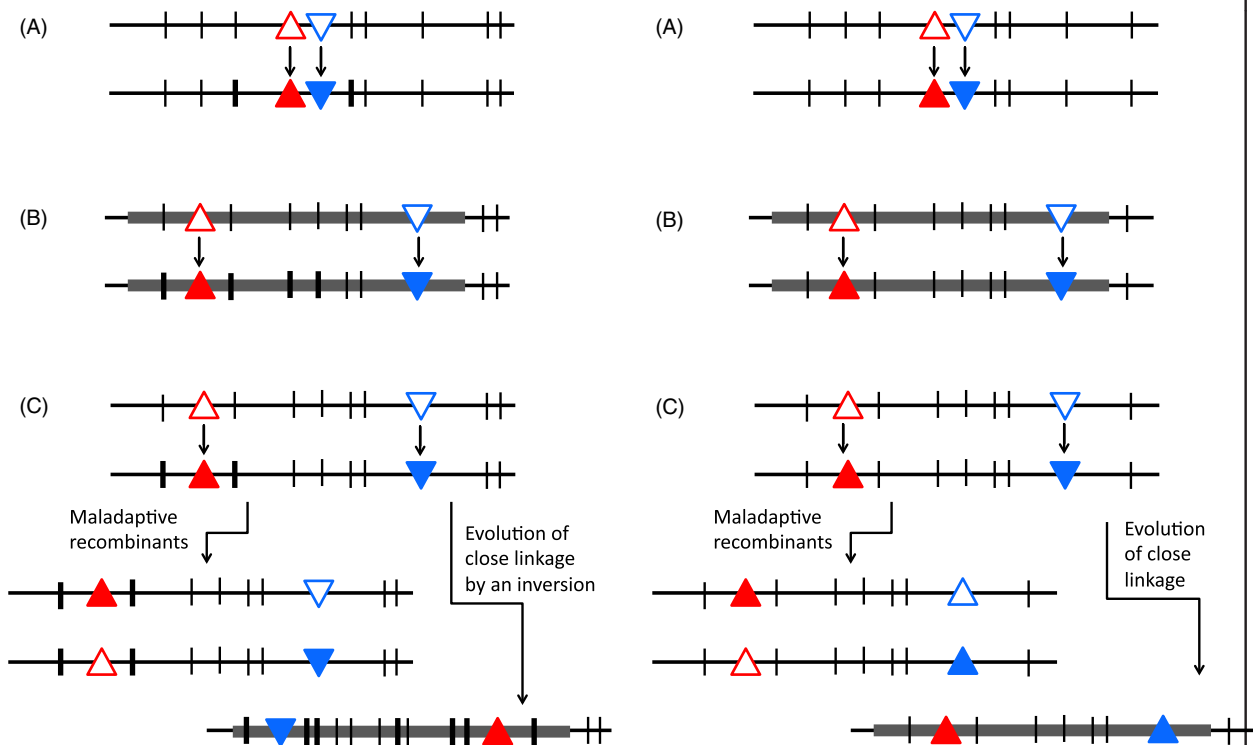 (A)
(B)
(C)
Maladaptive
recombinants
Evolution of
close linkage
by an inversion
(A)
(B)
(C)
Maladaptive
recombinants
Evolution
of close
linkage